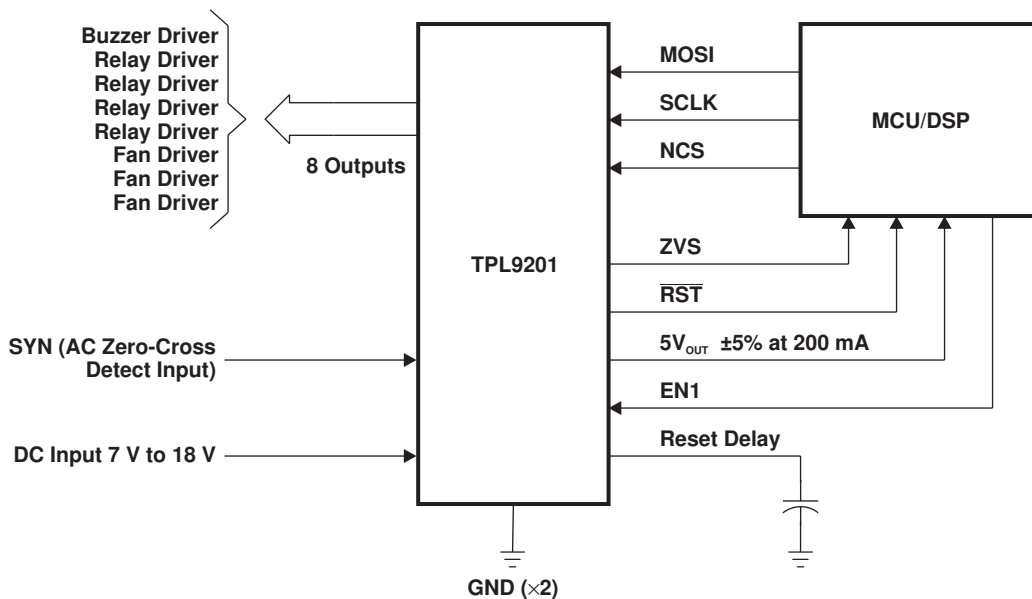 Buzzer Driver
Relay Driver
Relay Driver
Relay Driver
Relay Driver
Fan Driver
Fan Driver
Fan Driver
8 Outputs
SYN (AC Zero-Cross
Detect Input)
DC Input 7 V to 18 V
TPL9201
GND (×2)
MOSI
SCLK
NCS
ZVS
RST
5VOUT ±5% at 200 mA
EN1
Reset Delay
MCU/DSP